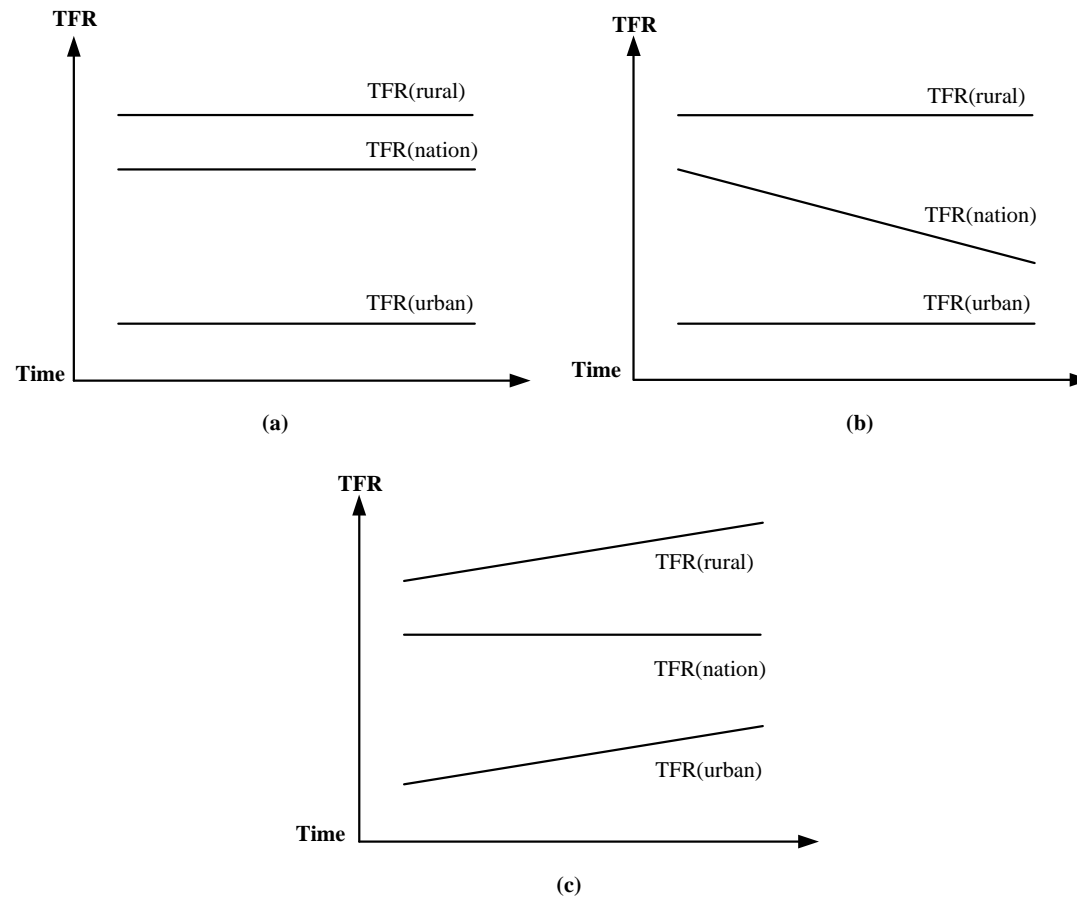 TFR
TFR(rural)
TFR(nation)
TFR(urban)
Time
(a)
TFR
TFR(rural)
TFR(nation)
TFR(urban)
Time
(b)
TFR
TFR(rural)
TFR(nation)
TFR(urban)
Time
(c)